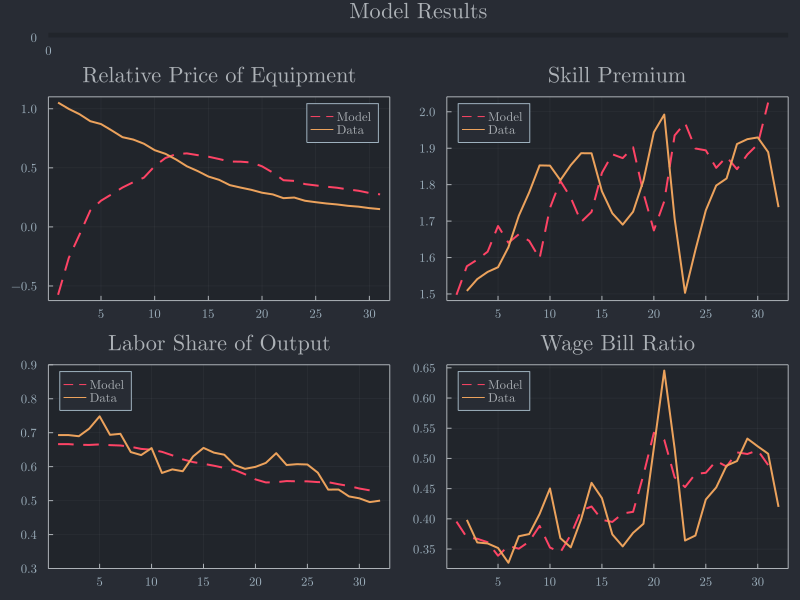 Model Results
0
0
Relative Price of Equipment
1.0
0.5
0.0
−0.5
Model
Data
5 10 15 20 25 30
Skill Premium
2.0
1.9
1.8
1.7
1.6
1.5
Model
Data
5 10 15 20 25 30
Labor Share of Output
0.9
0.8
0.7
0.6
0.5
0.4
0.3
Model
Data
5 10 15 20 25 30
Wage Bill Ratio
0.65
0.60
0.55
0.50
0.45
0.40
0.35
Model
Data
5 10 15 20 25 30